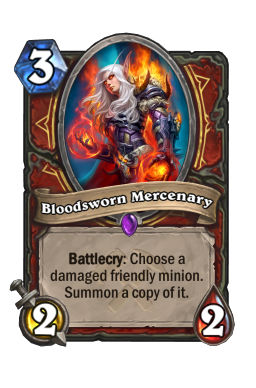 3
Bloodsworn Mercenary
Battlecry: Choose a
damaged friendly minion.
Summon a copy of it.
2
2